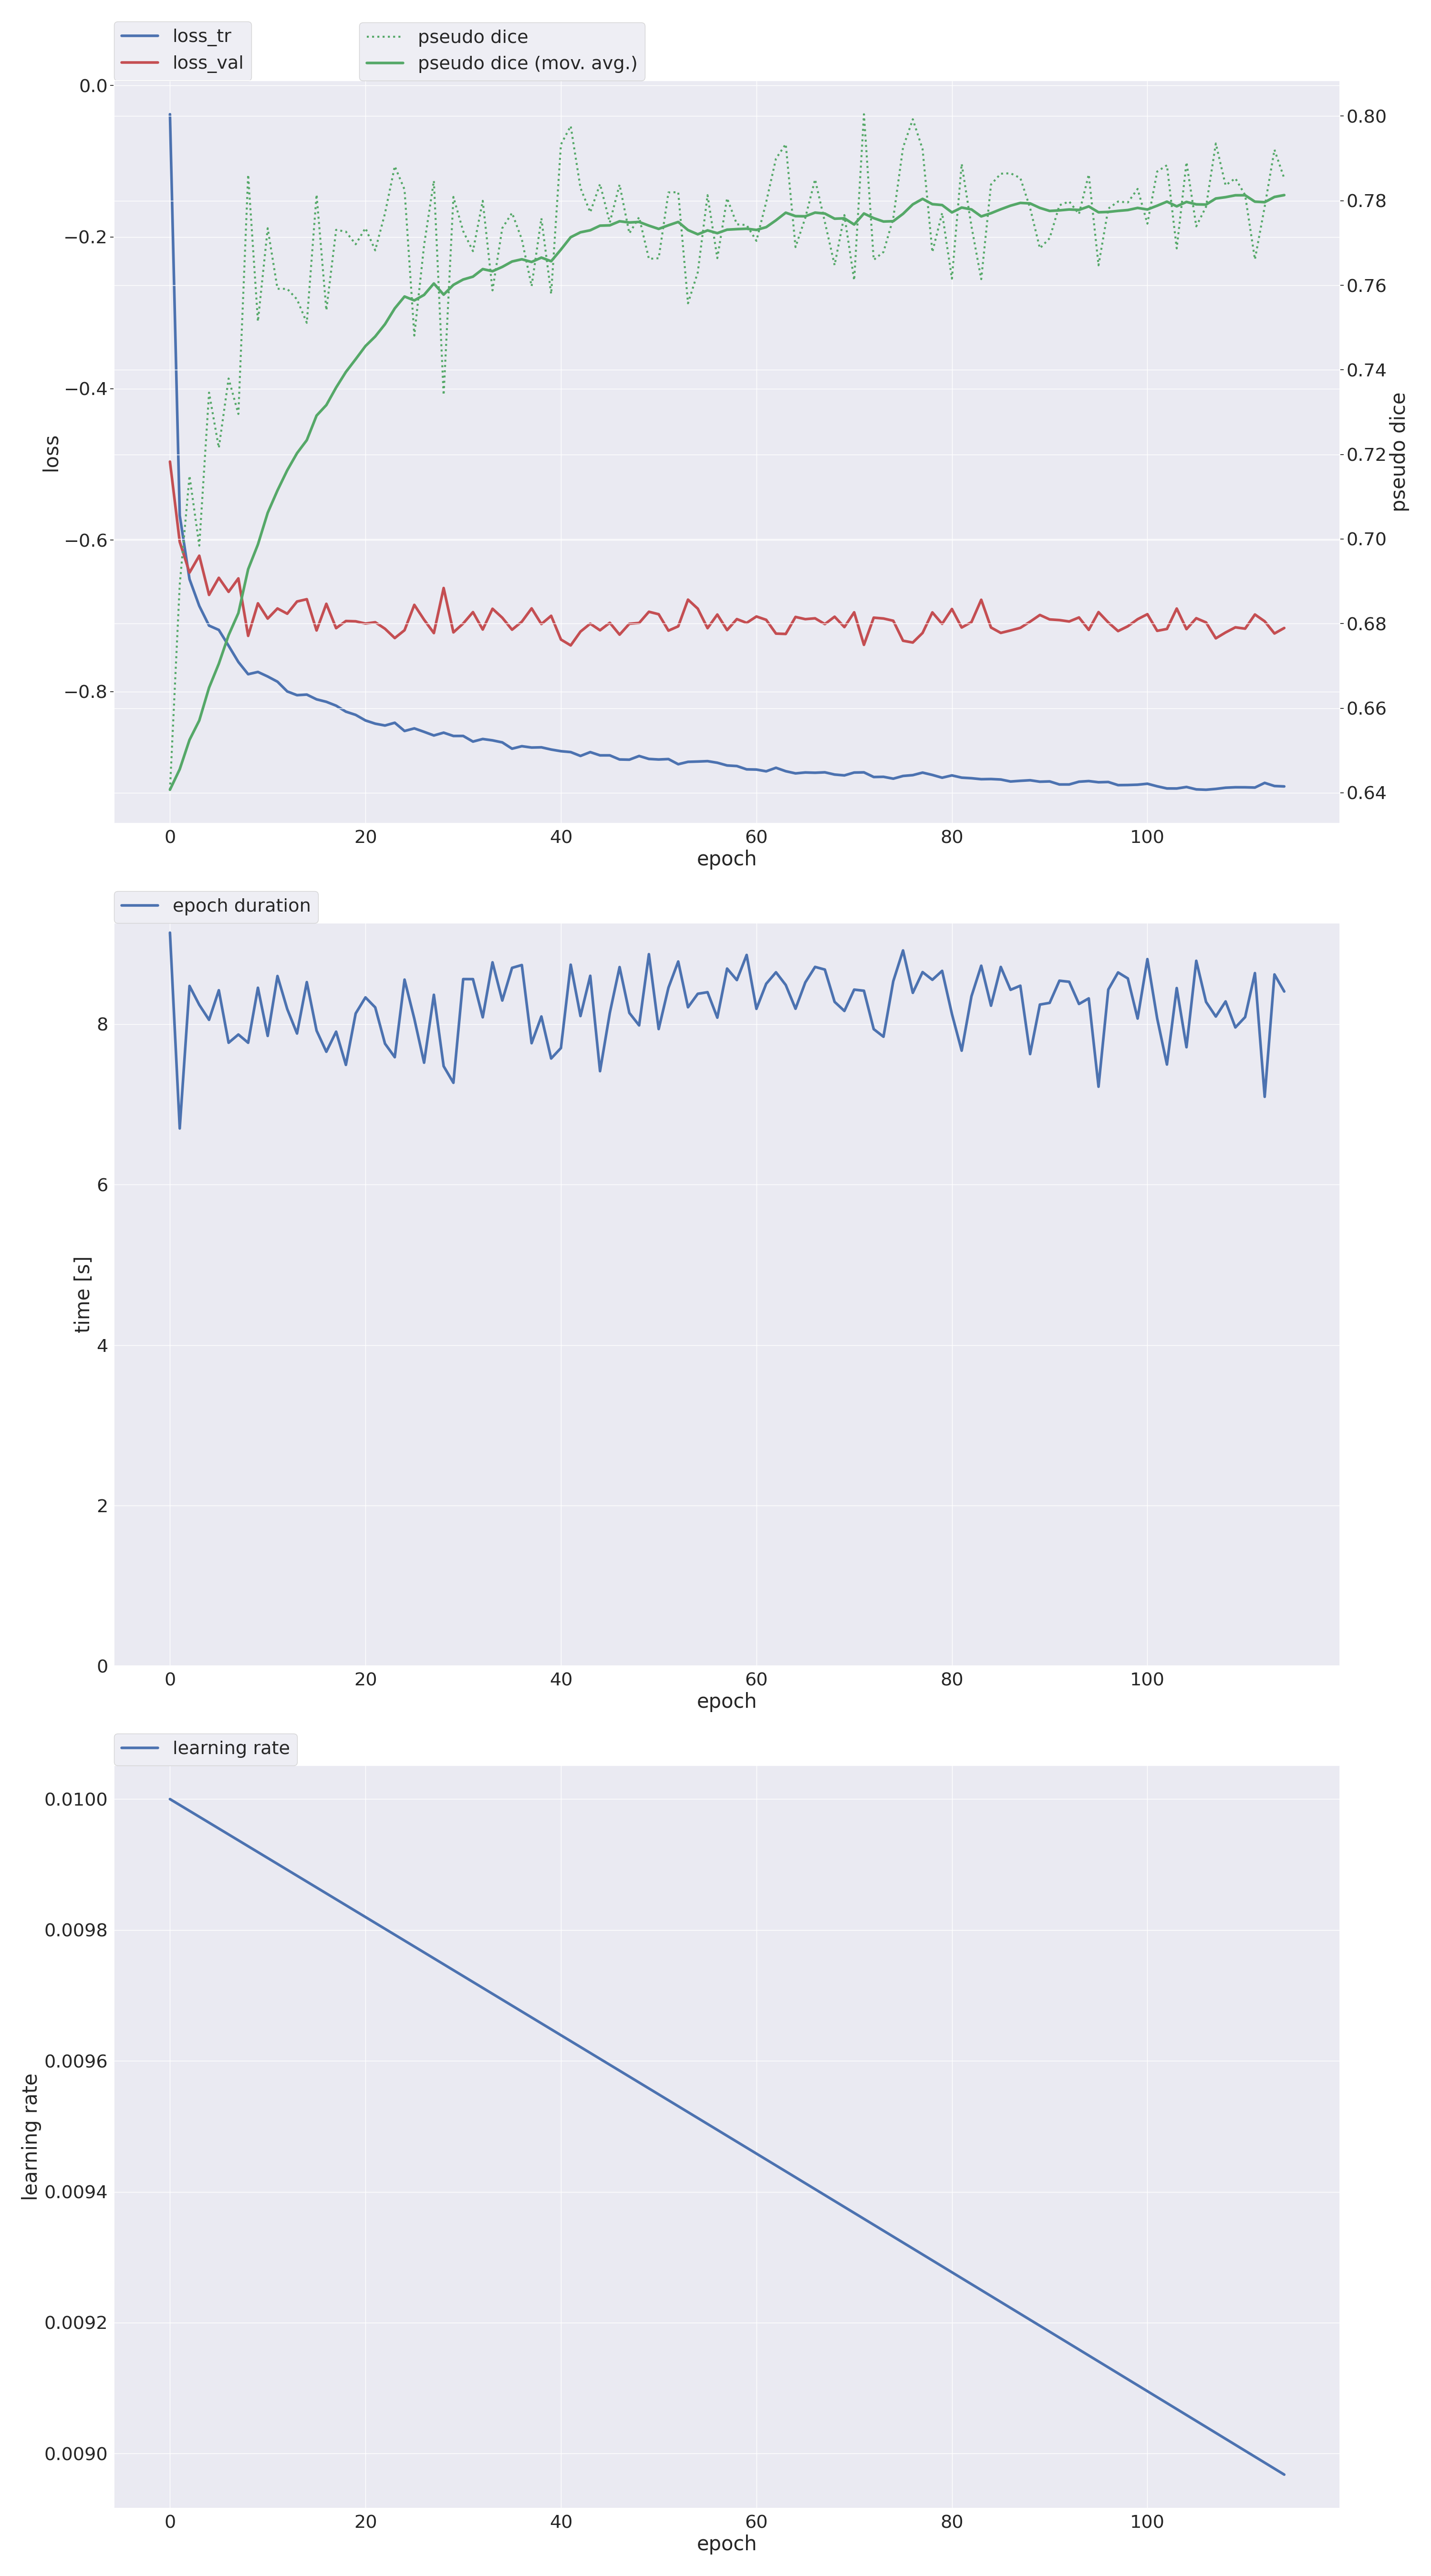 loss_tr
loss_val
pseudo dice
pseudo dice (mov. avg.)
0.0
−0.2
−0.4
−0.6
−0.8
loss
0.80
0.78
0.76
0.74
0.72
0.70
0.68
0.66
0.64
pseudo dice
0 20 40 60 80 100
epoch
epoch duration
8
6
4
2
0
time [s]
0 20 40 60 80 100
epoch
learning rate
0.0100
0.0098
0.0096
0.0094
0.0092
0.0090
learning rate
0 20 40 60 80 100
epoch